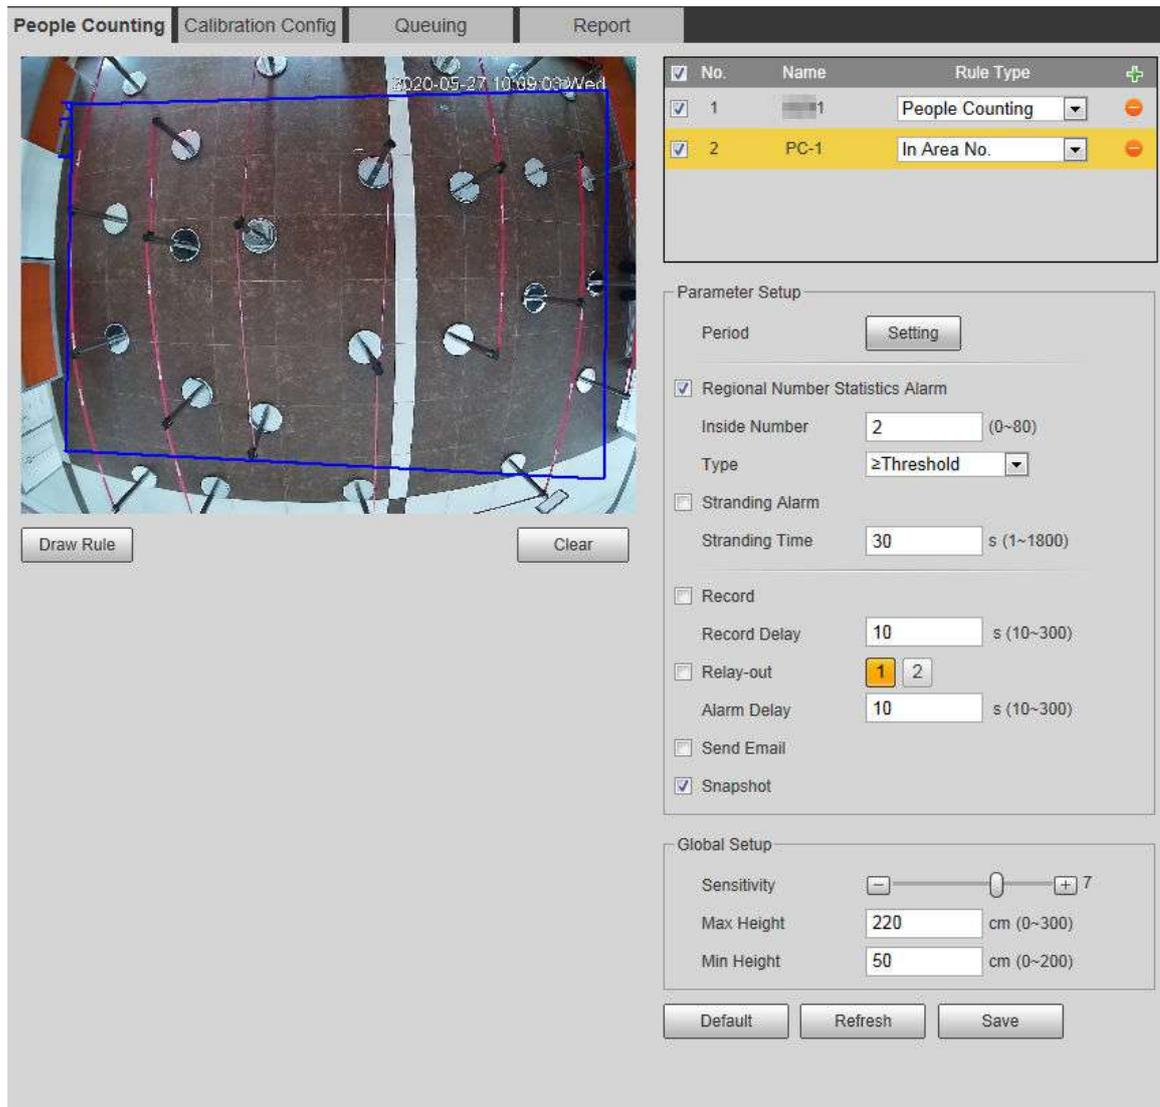 People Counting Calibration Config Queuing Report
2020-05-27 10:09:03 Wed
No. Name Rule Type
1 1 People Counting
2 PC-1 In Area No.
Parameter Setup
Period Setting
Regional Number Statistics Alarm
Inside Number 2 (0~80)
Type ≥Threshold
Stranding Alarm
Stranding Time 30 s (1~1800)
Record
Record Delay 10 s (10~300)
Relay-out 1 2
Alarm Delay 10 s (10~300)
Send Email
Snapshot
Draw Rule Clear
Global Setup
Sensitivity 7
Max Height 220 cm (0~300)
Min Height 50 cm (0~200)
Default Refresh Save